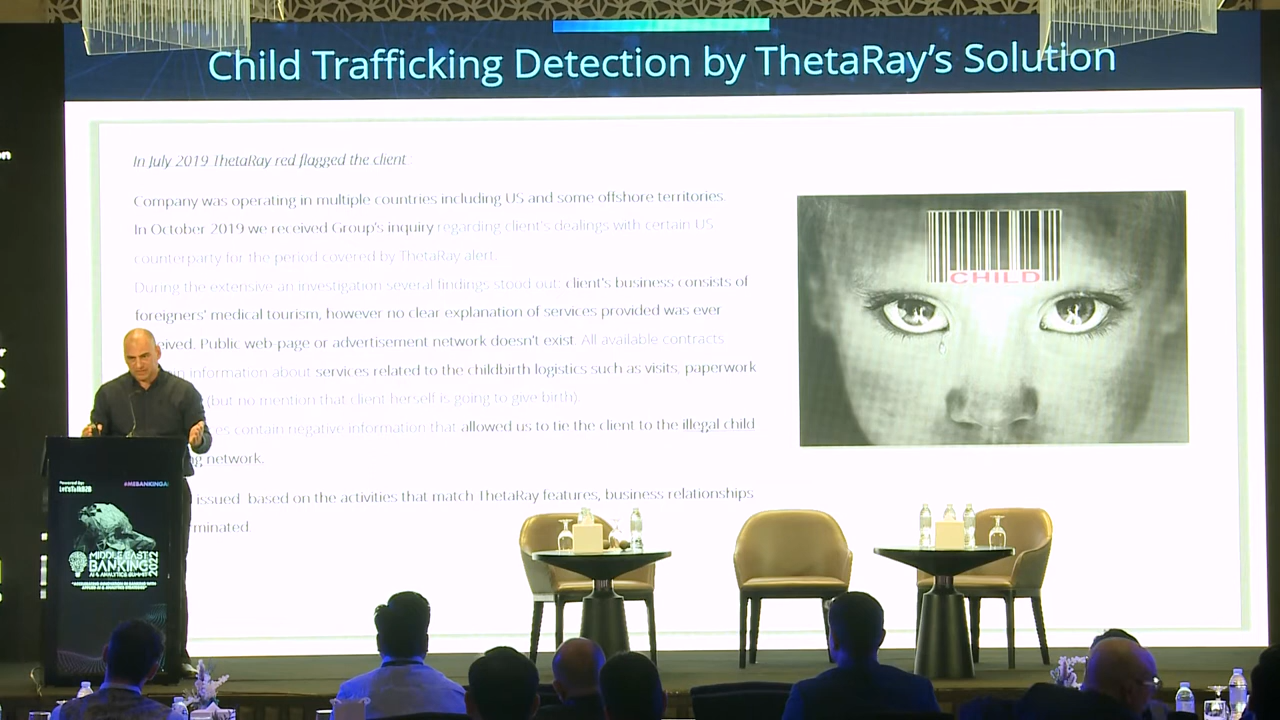 Child Trafficking Detection by ThetaRay's Solution
In July 2019 ThetaRay red flagged the client
Company was operating in multiple countries including US and some offshore territories.
In October 2019 we received Group's inquiry regarding client's dealings with certain US
counterparty for the period covered by ThetaRay alert.
During the extensive investigation several findings stood out: client's business consists of
foreigners' medical tourism, however no clear explanation of services provided was ever
Public web page or advertisement network doesn't exist. All available contracts
information about services related to the childbirth logistics such as visits, paperwork
(but no mention that client herself is going to give birth).
contain negative information that allowed us to tie the client to the illegal child
network.
issued based on the activities that match ThetaRay features, business relationships
CHILD
Let'sTalkB2B
#MEBANKINGAI
MIDDLE EAST
BANKING
AI & ANALYTICS SUMMIT
2022